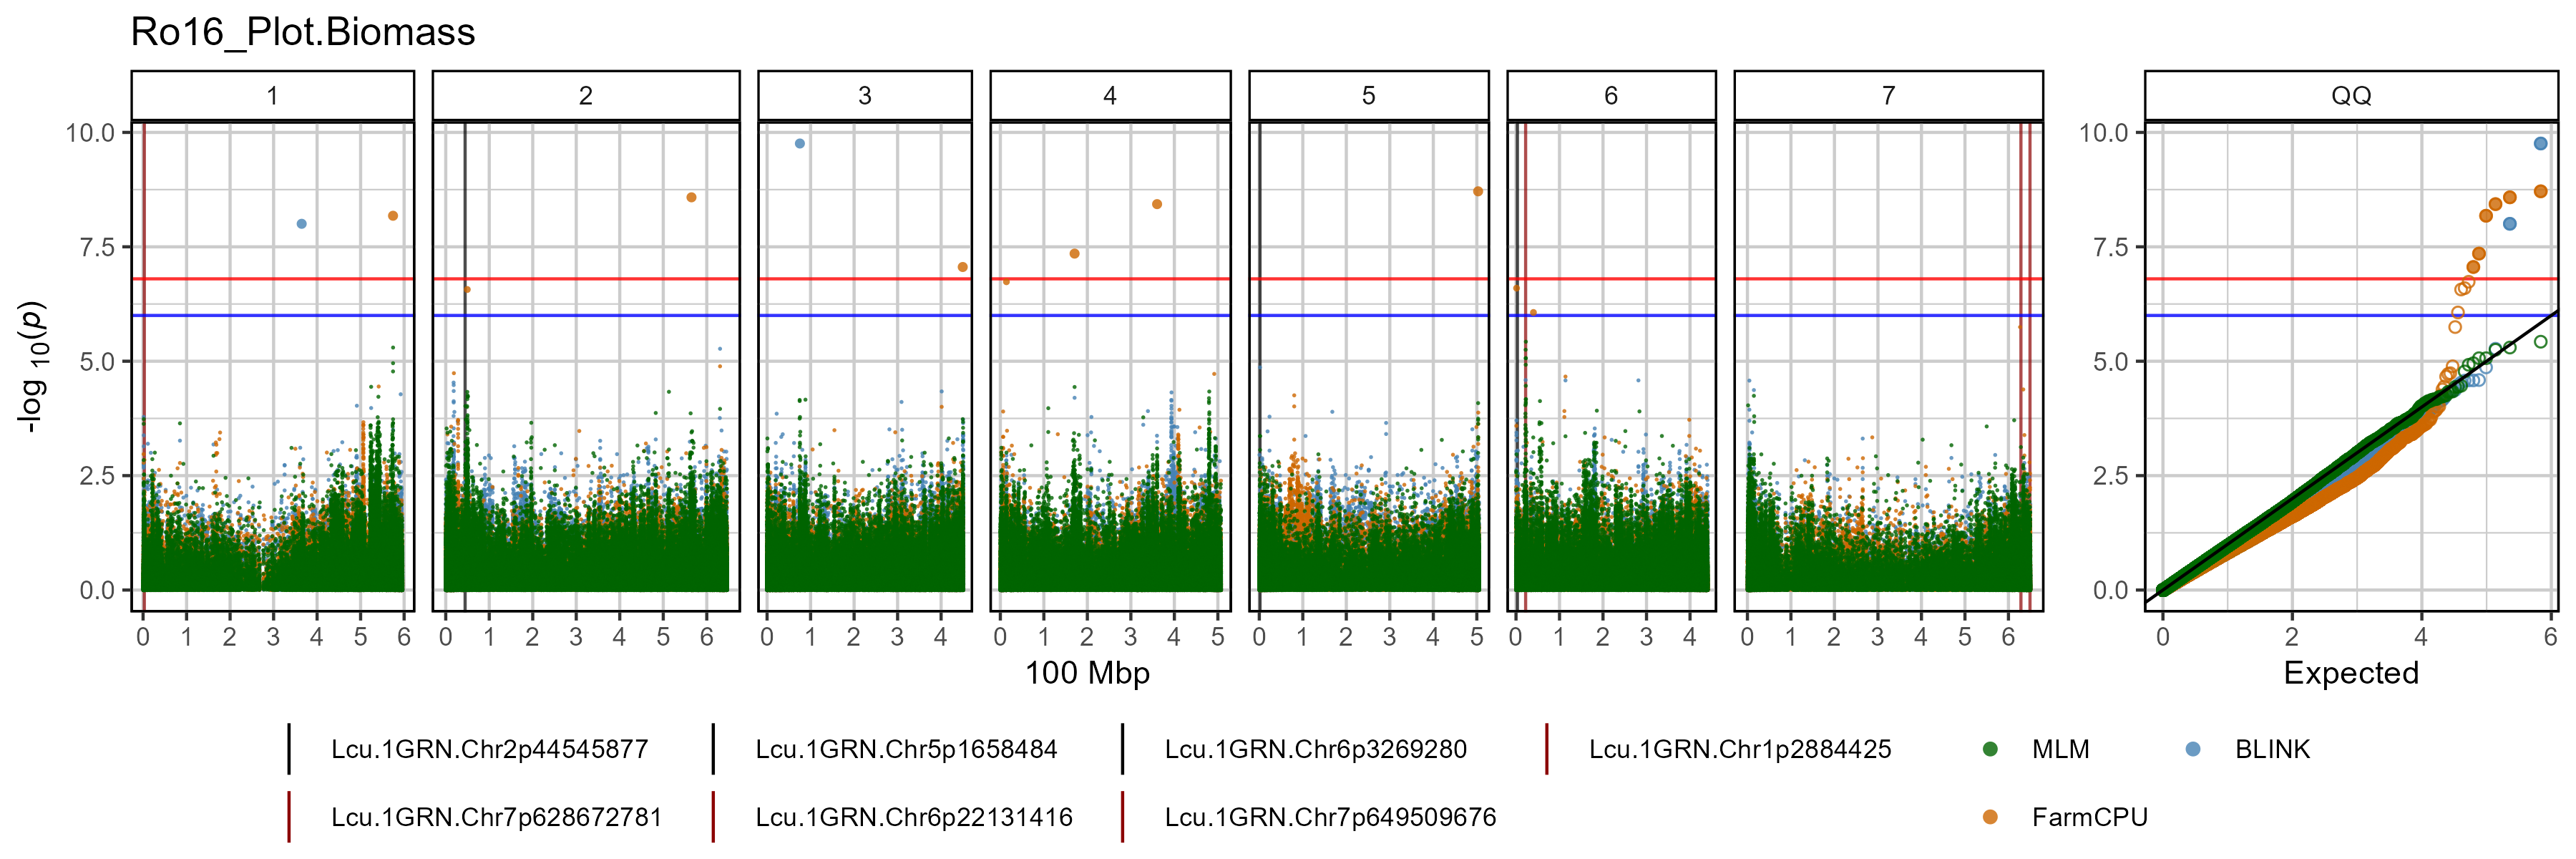 Ro16_Plot.Biomass
1 2 3 4 5 6 7 QQ
10.0 10.0
7.5 7.5
5.0 5.0
2.5 2.5
0.0 0.0
-log 10(p)
0 1 2 3 4 5 6 0 1 2 3 4 5 6 0 1 2 3 4 0 1 2 3 4 5 0 1 2 3 4 5 0 1 2 3 4 0 1 2 3 4 5 6 0 2 4 6
100 Mbp Expected
Lcu.1GRN.Chr2p44545877 Lcu.1GRN.Chr5p1658484 Lcu.1GRN.Chr6p3269280 Lcu.1GRN.Chr1p2884425 MLM BLINK
Lcu.1GRN.Chr7p628672781 Lcu.1GRN.Chr6p22131416 Lcu.1GRN.Chr7p649509676 FarmCPU